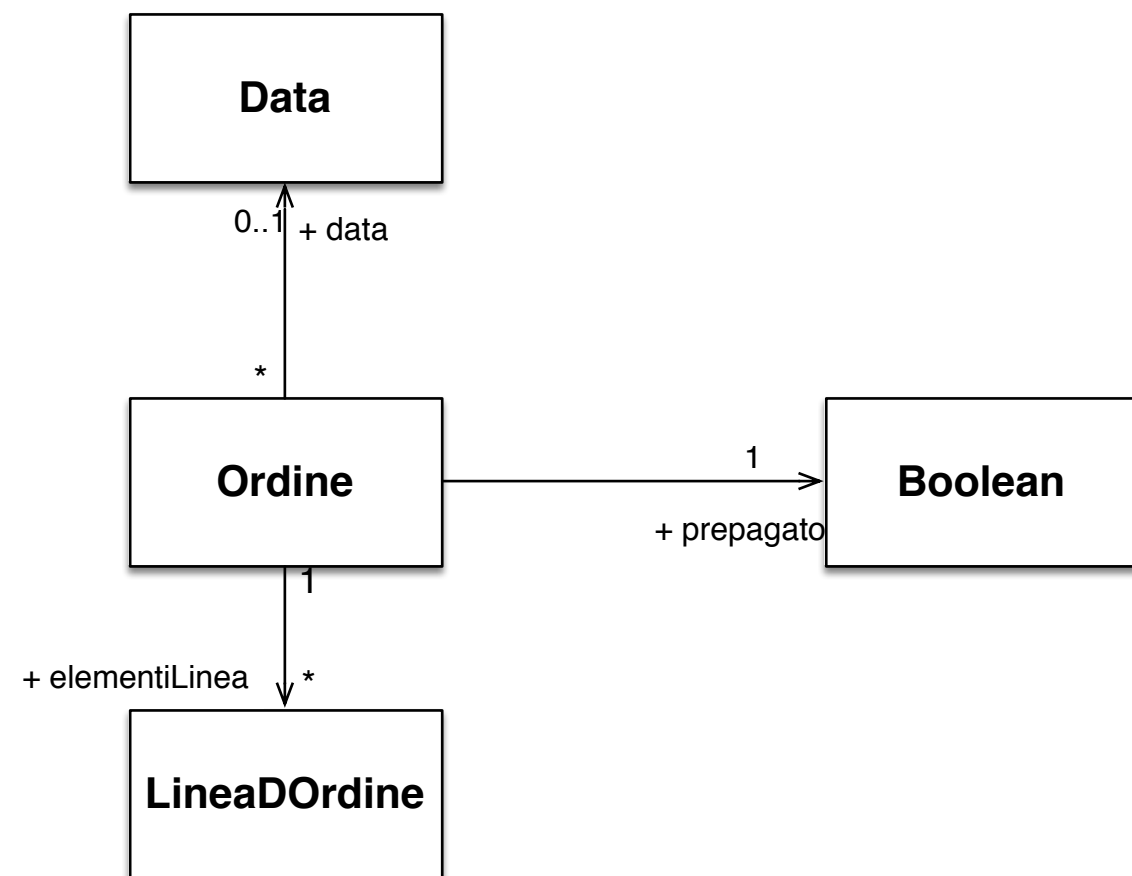 Data
0..1
+ data
*
Ordine
1
+ prepagato
Boolean
1
+ elementiLinea
*
LineaDOrdine